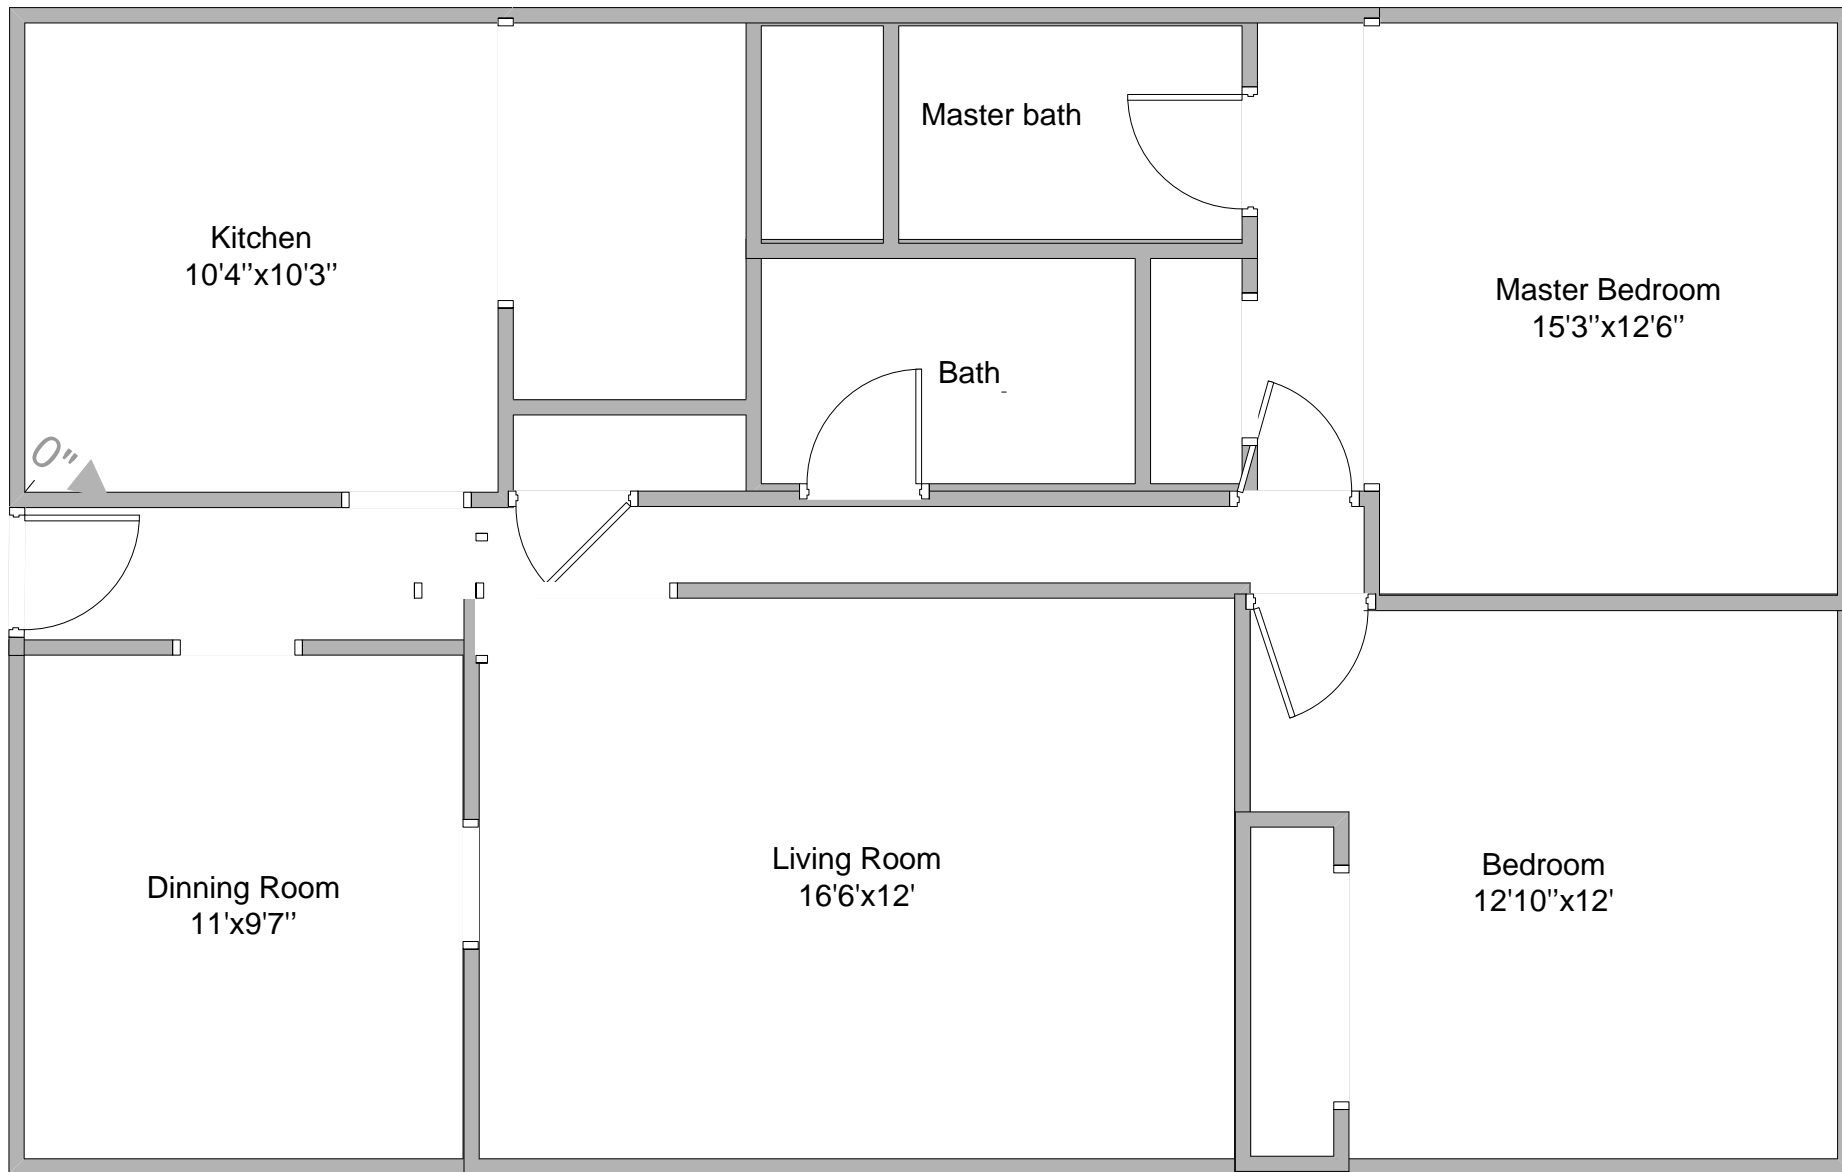 Master bath
Kitchen
10'4''x10'3''
Master Bedroom
15'3''x12'6''
Bath
0"
Living Room
16'6'x12'
Bedroom
12'10''x12'
Dinning Room
11'x9'7''